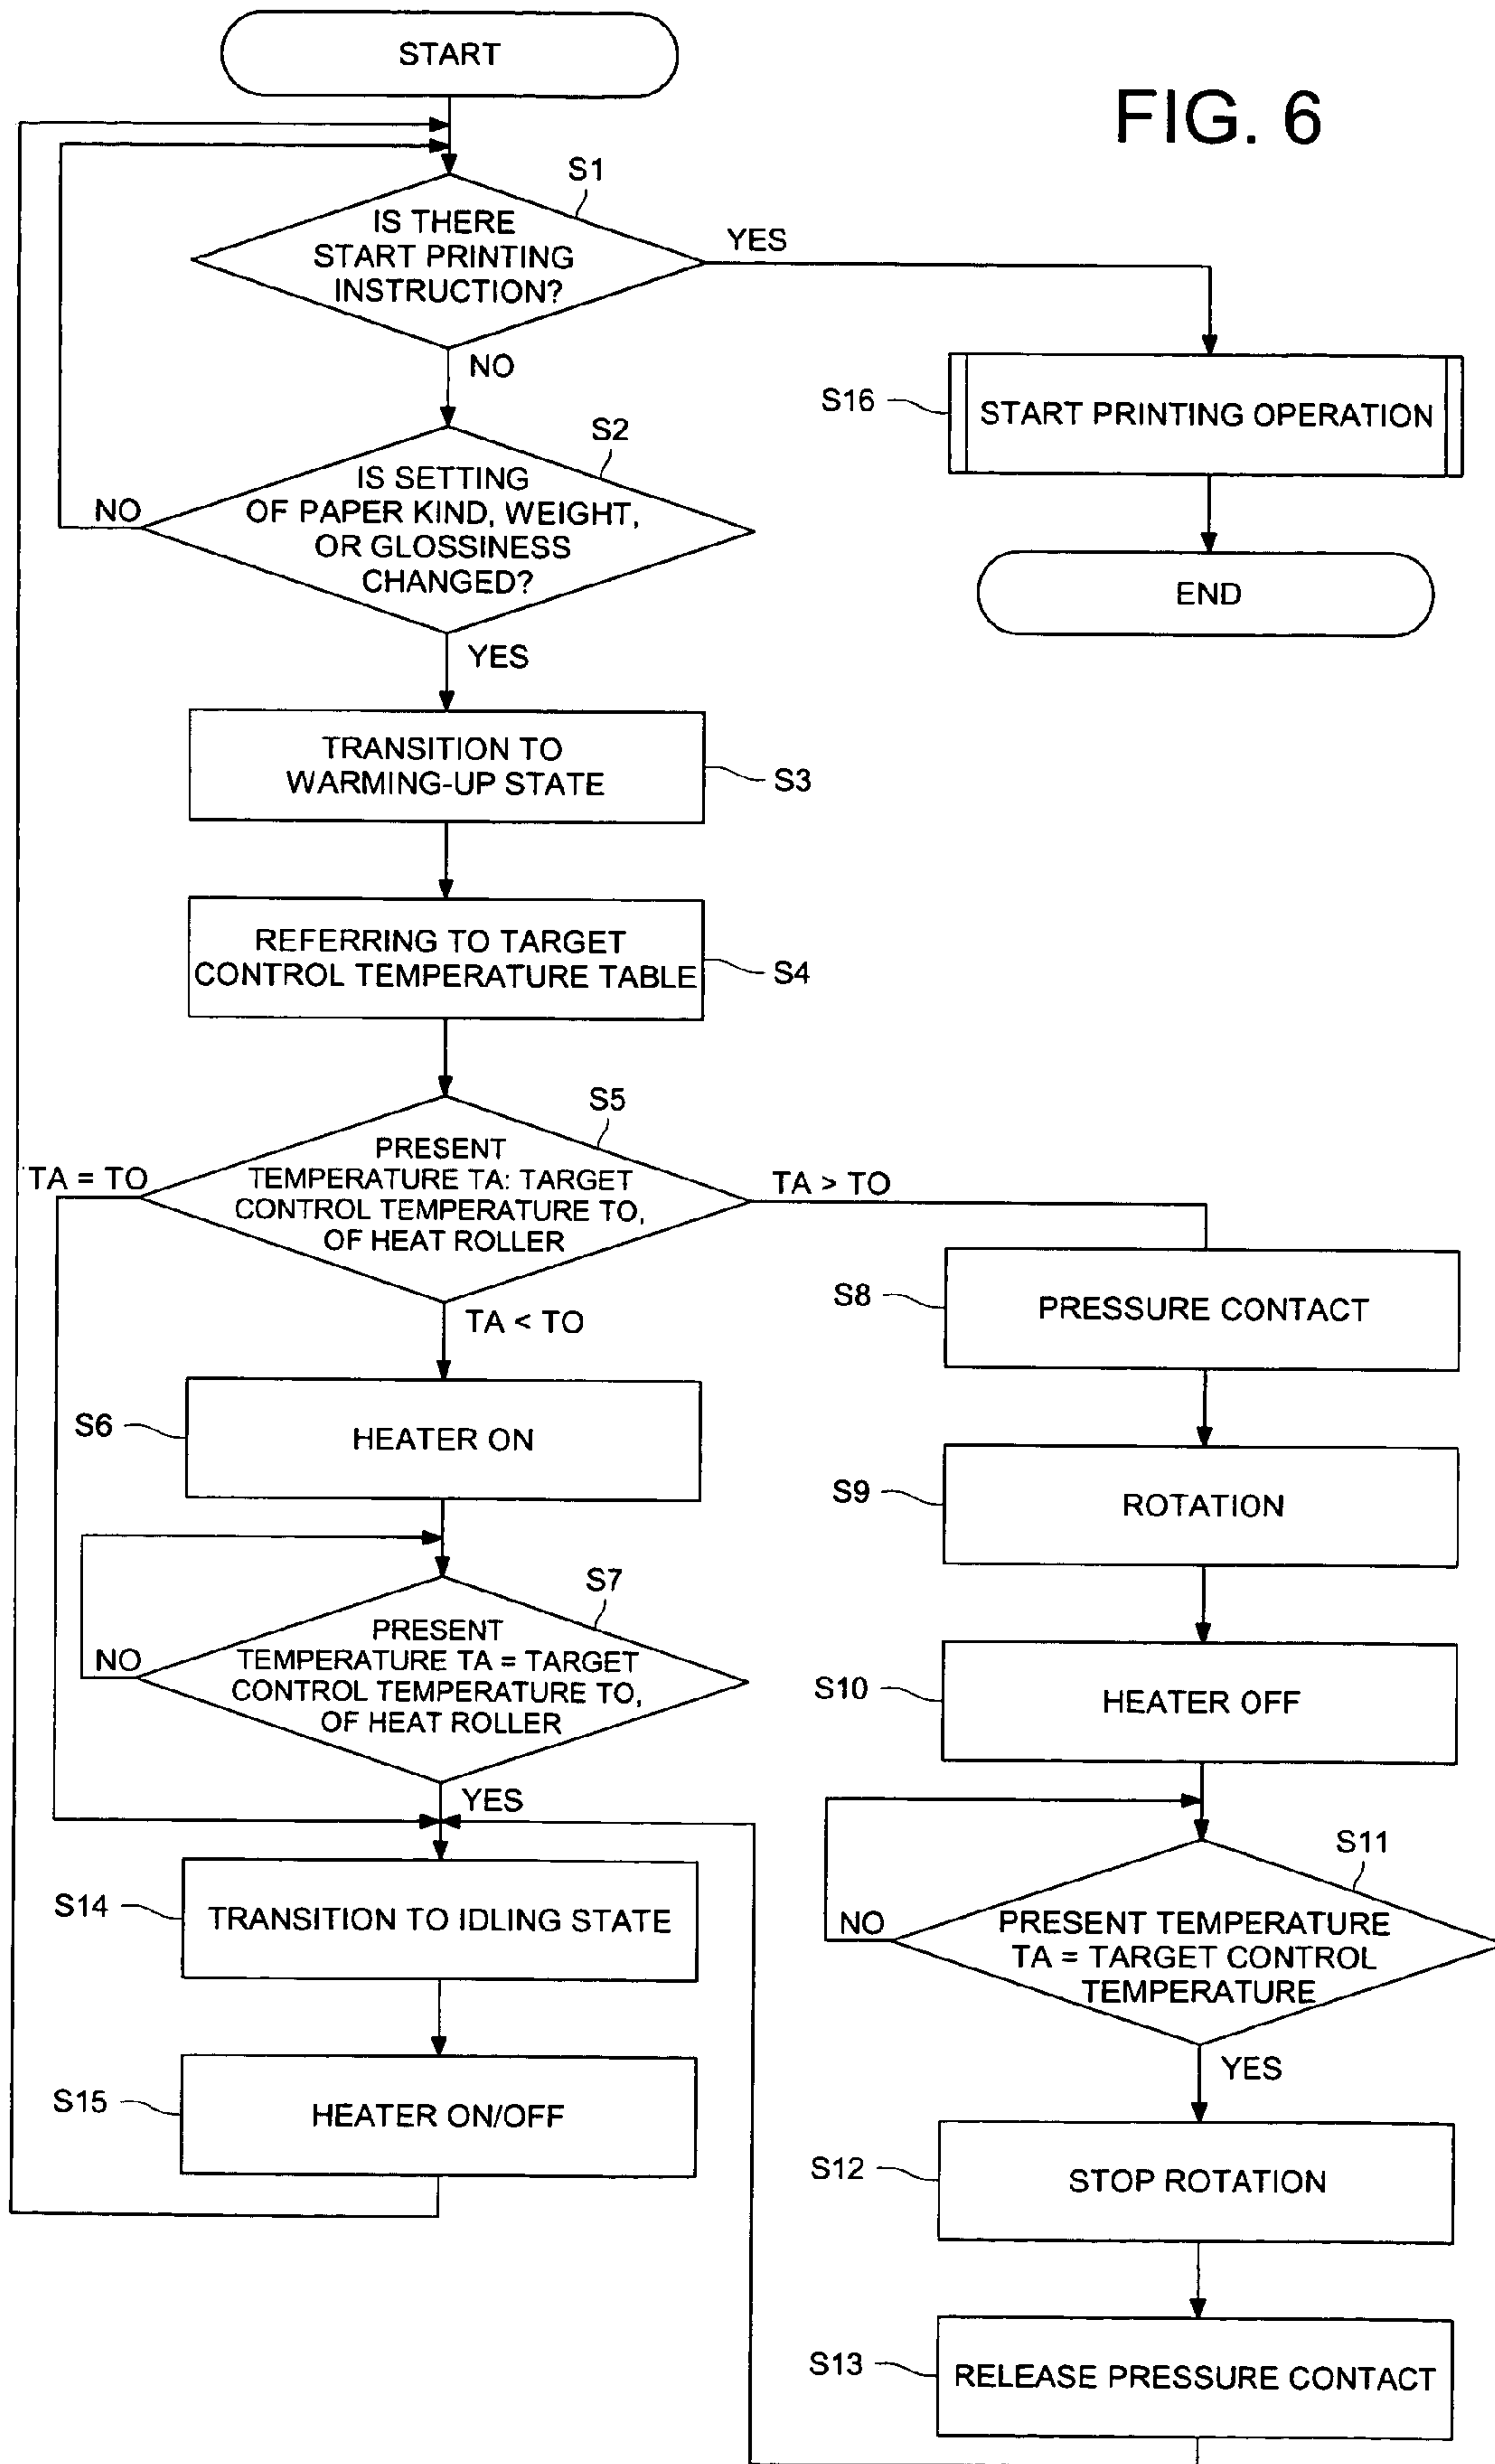 START
FIG. 6
S1
IS THERE
START PRINTING
INSTRUCTION?
YES
NO
S16
START PRINTING OPERATION
S2
IS SETTING
OF PAPER KIND, WEIGHT,
OR GLOSSINESS
CHANGED?
NO
YES
END
TRANSITION TO
WARMING-UP STATE
S3
REFERRING TO TARGET
CONTROL TEMPERATURE TABLE
S4
S5
PRESENT
TEMPERATURE TA: TARGET
CONTROL TEMPERATURE TO,
OF HEAT ROLLER
TA = TO
TA > TO
TA < TO
S8
PRESSURE CONTACT
S6
HEATER ON
S9
ROTATION
S7
PRESENT
TEMPERATURE TA = TARGET
CONTROL TEMPERATURE TO,
OF HEAT ROLLER
NO
YES
S10
HEATER OFF
S11
PRESENT TEMPERATURE
TA = TARGET CONTROL
TEMPERATURE
NO
YES
S14
TRANSITION TO IDLING STATE
S15
HEATER ON/OFF
S12
STOP ROTATION
S13
RELEASE PRESSURE CONTACT